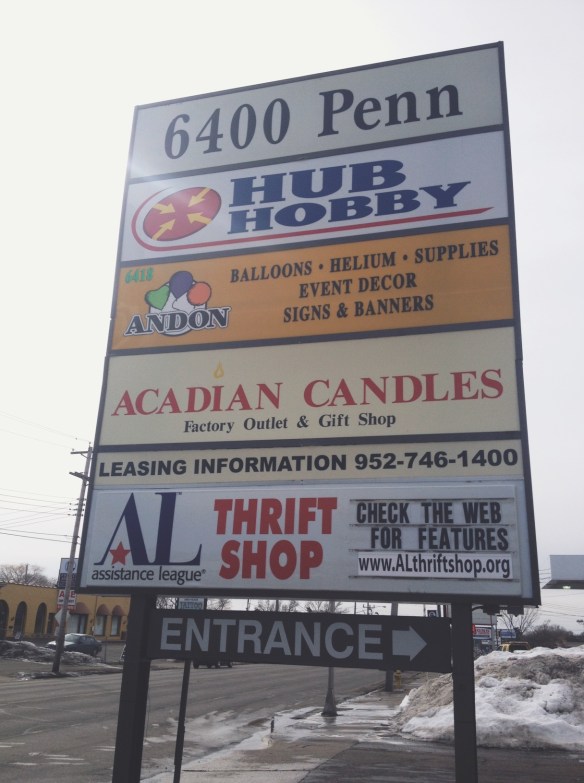 6400 Penn
HUB
HOBBY
6418
ANDON
BALLOONS · HELIUM · SUPPLIES
EVENT DECOR
SIGNS & BANNERS
ACADIAN CANDLES
Factory Outlet & Gift Shop
LEASING INFORMATION 952-746-1400
AL
assistance league®
THRIFT
SHOP
CHECK THE WEB
FOR FEATURES
www.ALthriftshop.org
ENTRANCE